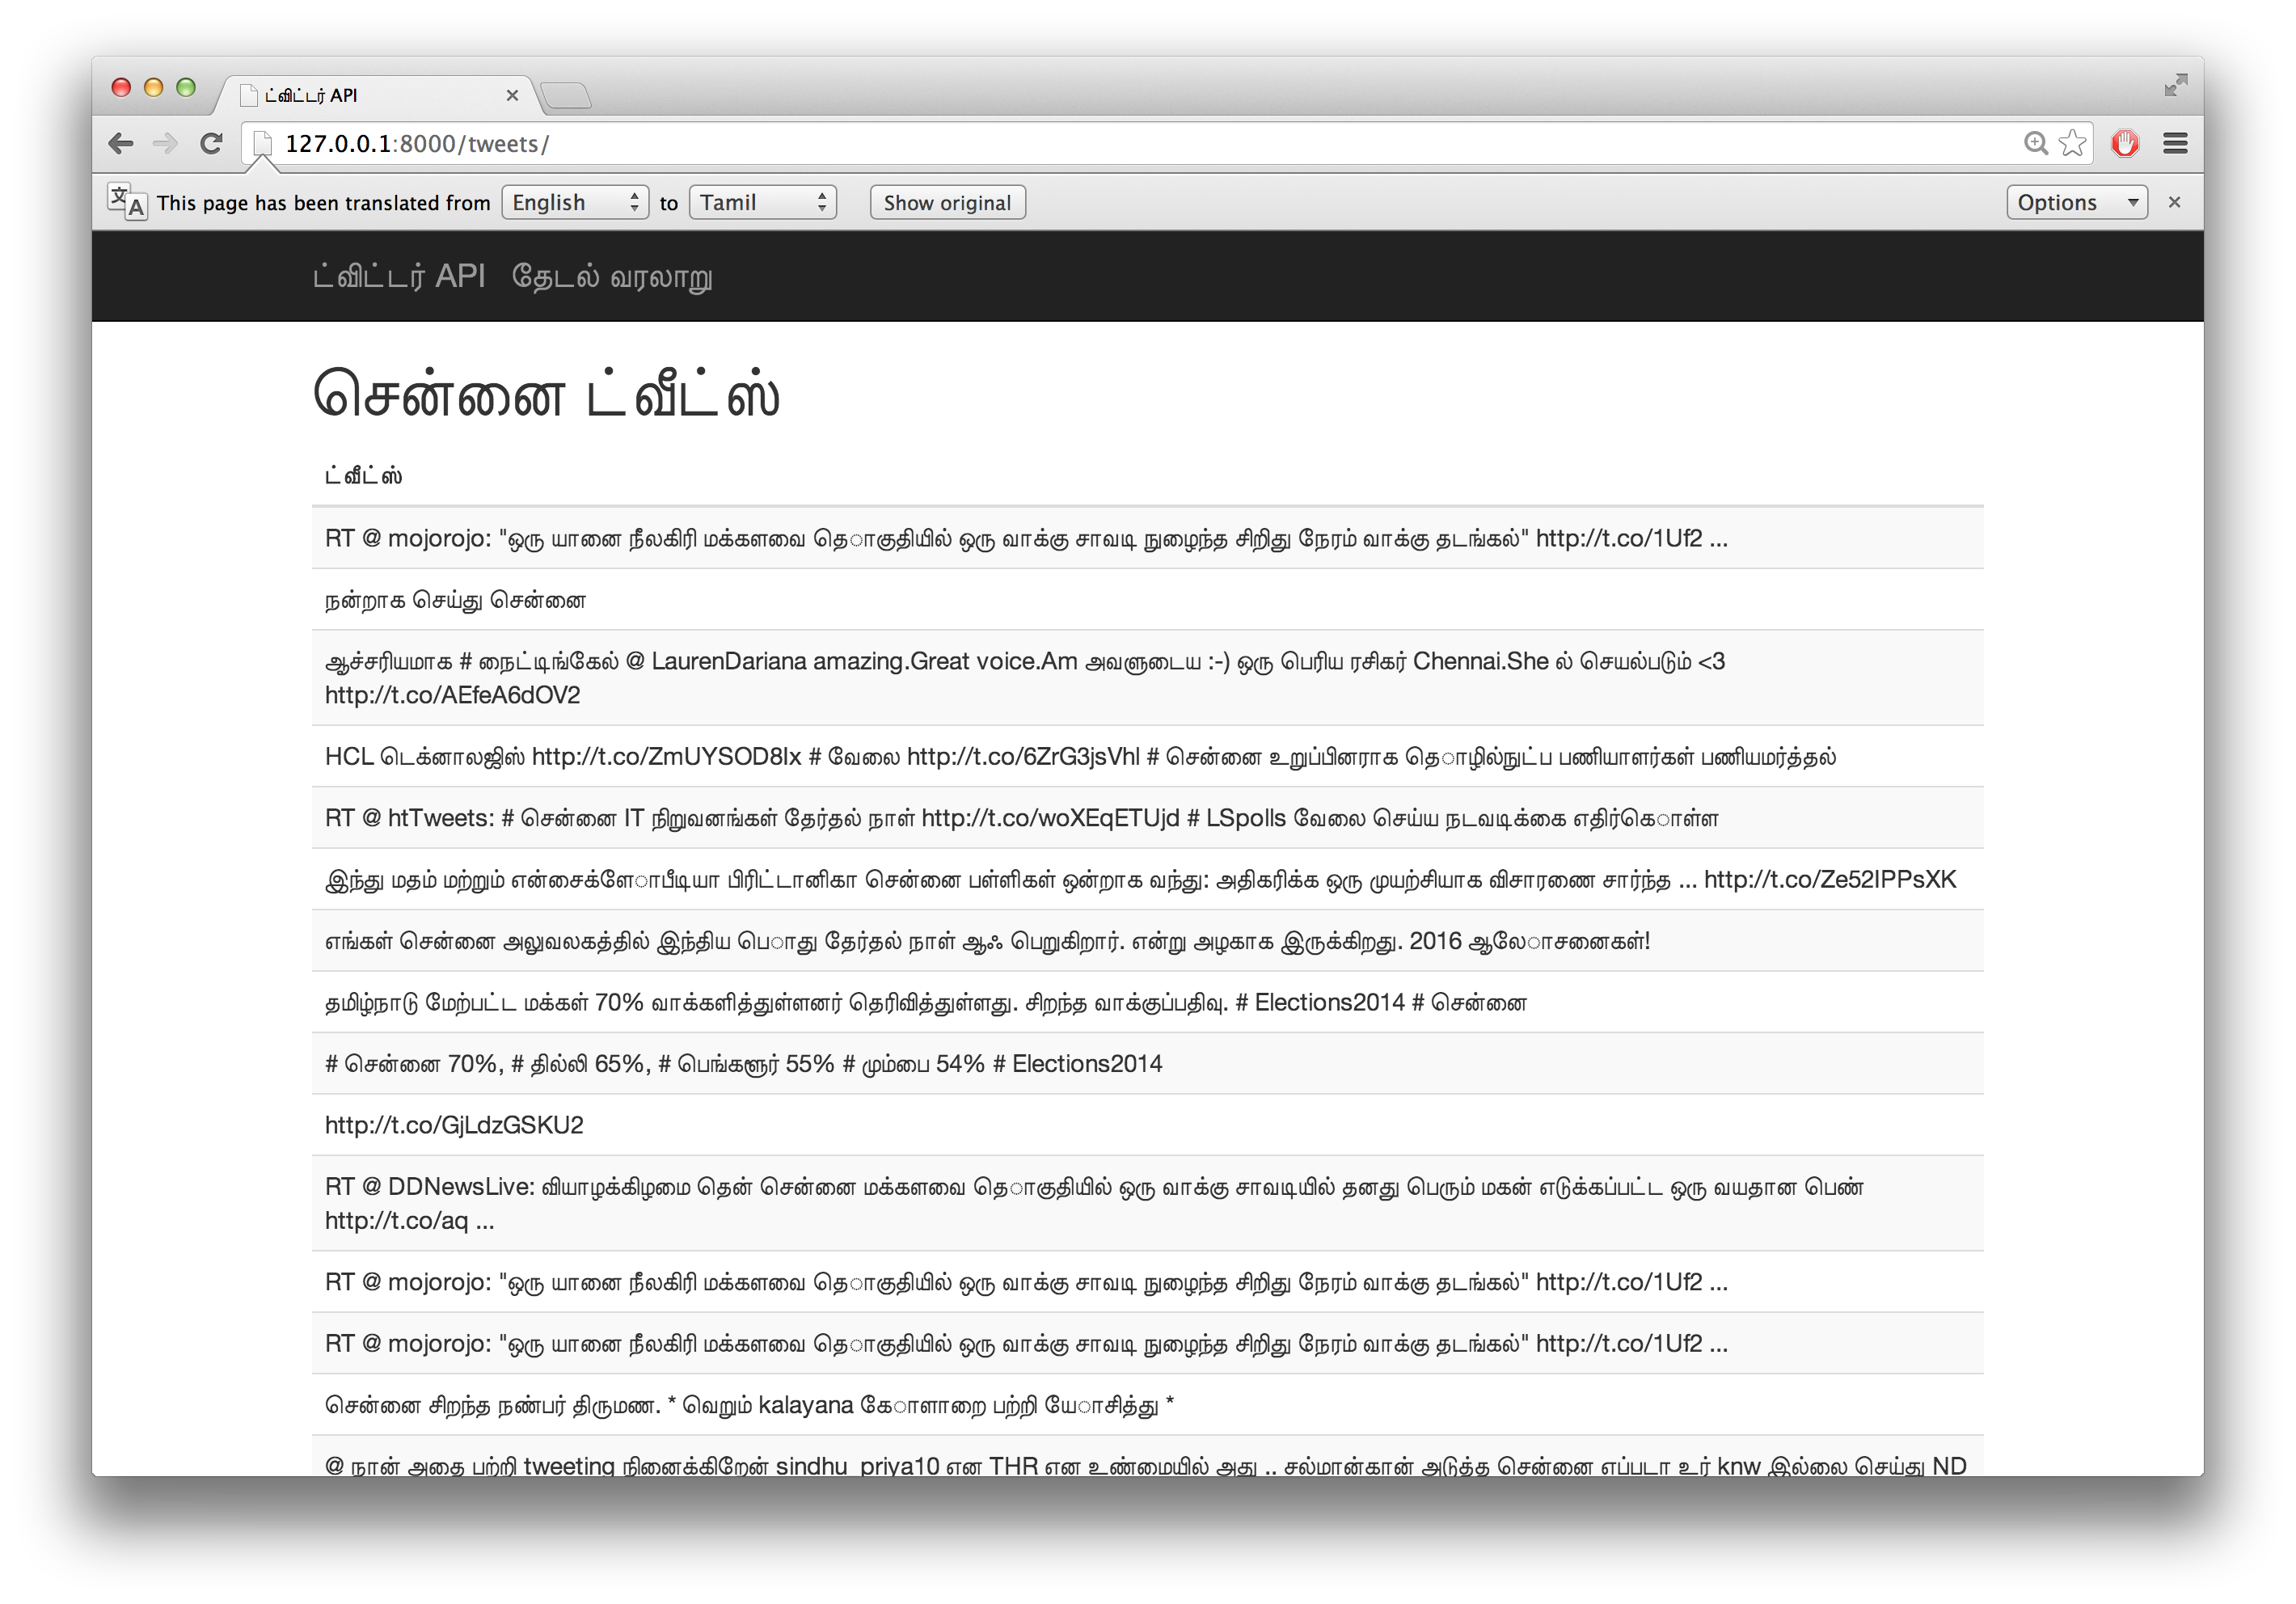 ட்விட்டர் API
127.0.0.1:8000/tweets/
This page has been translated from English to Tamil Show original Options
ட்விட்டர் API தேடல் வரலாறு
சென்னை ட்வீட்ஸ்
ட்வீட்ஸ்
RT @ mojorojo: "ஒரு யானை நீலகிரி மக்களவை தொகுதியில் ஒரு வாக்கு சாவடி நுழைந்த சிறிது நேரம் வாக்கு தடங்கல்" http://t.co/1Uf2 ...
நன்றாக செய்து சென்னை
ஆச்சரியமாக # நைட்டிங்கேல் @ LaurenDariana amazing.Great voice.Am அவளுடைய :-) ஒரு பெரிய ரசிகர் Chennai.She ல் செயல்படும் <3
http://t.co/AEfeA6dOV2
HCL டெக்னாலஜிஸ் http://t.co/ZmUYSOD8Ix # வேலை http://t.co/6ZrG3jsVhl # சென்னை உறுப்பினராக தொழில்நுட்ப பணியாளர்கள் பணியமர்த்தல்
RT @ htTweets: # சென்னை IT நிறுவனங்கள் தேர்தல் நாள் http://t.co/woXEqETUjd # LSpolls வேலை செய்ய நடவடிக்கை எதிர்கொள்ள
இந்து மதம் மற்றும் என்சைக்ளோபீடியா பிரிட்டானிகா சென்னை பள்ளிகள் ஒன்றாக வந்து: அதிகரிக்க ஒரு முயற்சியாக விசாரணை சார்ந்த ... http://t.co/Ze52IPPsXK
எங்கள் சென்னை அலுவலகத்தில் இந்திய பொது தேர்தல் நாள் ஆஃ பெறுகிறார். என்று அழகாக இருக்கிறது. 2016 ஆலோசனைகள்!
தமிழ்நாடு மேற்பட்ட மக்கள் 70% வாக்களித்துள்ளனர் தெரிவித்துள்ளது. சிறந்த வாக்குப்பதிவு. # Elections2014 # சென்னை
# சென்னை 70%, # தில்லி 65%, # பெங்களூர் 55% # மும்பை 54% # Elections2014
http://t.co/GjLdzGSKU2
RT @ DDNewsLive: வியாழக்கிழமை தென் சென்னை மக்களவை தொகுதியில் ஒரு வாக்கு சாவடியில் தனது பெரும் மகன் எடுக்கப்பட்ட ஒரு வயதான பெண்
http://t.co/aq ...
RT @ mojorojo: "ஒரு யானை நீலகிரி மக்களவை தொகுதியில் ஒரு வாக்கு சாவடி நுழைந்த சிறிது நேரம் வாக்கு தடங்கல்" http://t.co/1Uf2 ...
RT @ mojorojo: "ஒரு யானை நீலகிரி மக்களவை தொகுதியில் ஒரு வாக்கு சாவடி நுழைந்த சிறிது நேரம் வாக்கு தடங்கல்" http://t.co/1Uf2 ...
சென்னை சிறந்த நண்பர் திருமண. * வெறும் kalayana கோளாறை பற்றி யோசித்து *
@ நான் அதை பற்றி tweeting நினைக்கிறேன் sindhu_priya10 என THR என உண்மையில் அது .. சல்மான்கான் அடுத்த சென்னை எப்படா உர் knw இல்லை செய்து ND